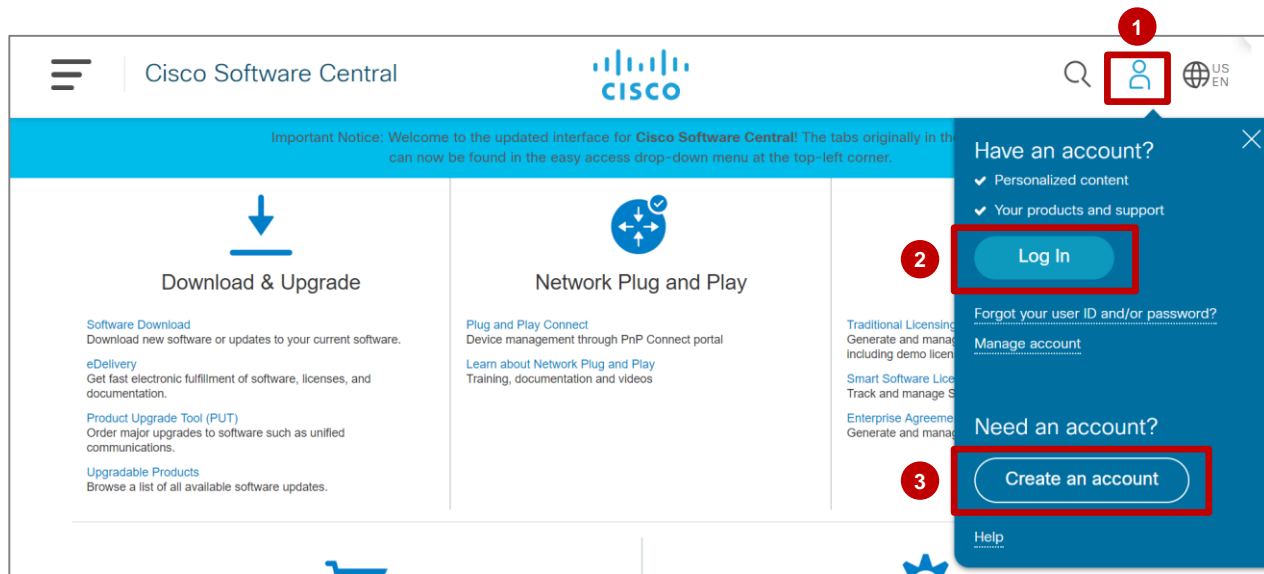 1
Cisco Software Central
CISCO
US
EN
Important Notice: Welcome to the updated interface for Cisco Software Central! The tabs originally in th
can now be found in the easy access drop-down menu at the top-left corner.
Download & Upgrade
Software Download
Download new software or updates to your current software.
eDelivery
Get fast electronic fulfillment of software, licenses, and
documentation.
Product Upgrade Tool (PUT)
Order major upgrades to software such as unified
communications.
Upgradable Products
Browse a list of all available software updates.
Network Plug and Play
Plug and Play Connect
Device management through PnP Connect portal
Learn about Network Plug and Play
Training, documentation and videos
Traditional Licensing
Generate and manag
including demo licen
Smart Software Lice
Track and manage S
Enterprise Agreeme
Generate and manag
Have an account?
Personalized content
Your products and support
2
Log In
Forgot your user ID and/or password?
Manage account
Need an account?
3
Create an account
Help